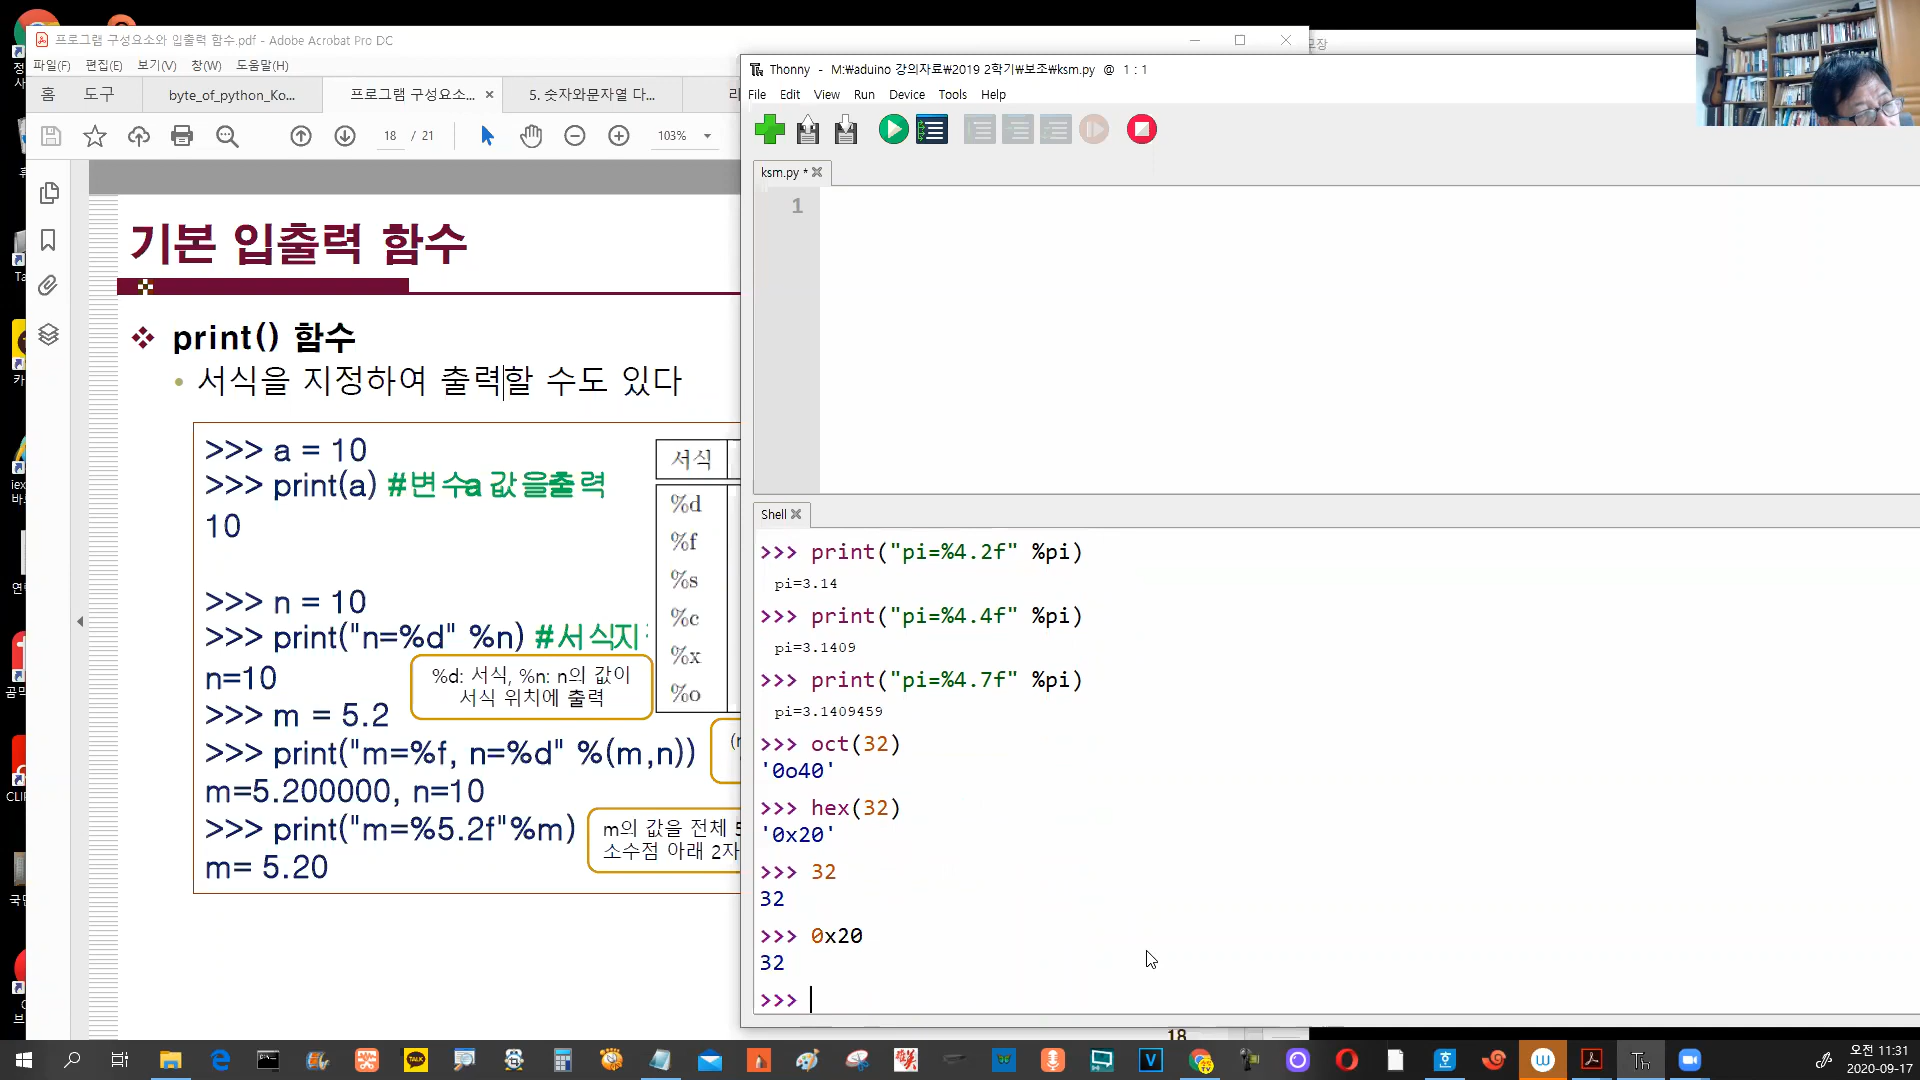 프로그램 구성요소와 입출력 함수.pdf - Adobe Acrobat Pro DC
파일(F) 편집(E) 보기(V) 창(W) 도움말(H)
홈 도구 byte_of_python_Ko... 프로그램 구성요소... 5. 숫자와문자열 다...
18 / 21 103%
기본 입출력 함수
print() 함수
서식을 지정하여 출력할 수도 있다
>>> a = 10
>>> print(a) #변수a 값을출력
10
>>> n = 10
>>> print("n=%d" %n) #서식지
n=10
%d: 서식, %n: n의 값이
서식 위치에 출력
>>> m = 5.2
>>> print("m=%f, n=%d" %(m,n))
m=5.200000, n=10
>>> print("m=%5.2f"%m)
m= 5.20
m의 값을 전체 5
소수점 아래 2자
서식
%d
%f
%s
%c
%x
%o
18
Thonny - M:\aduino 강의자료\2019 2학기\보조\ksm.py @ 1 : 1
File Edit View Run Device Tools Help
ksm.py *
1
Shell
>>> print("pi=%4.2f" %pi)
pi=3.14
>>> print("pi=%4.4f" %pi)
pi=3.1409
>>> print("pi=%4.7f" %pi)
pi=3.1409459
>>> oct(32)
'0o40'
>>> hex(32)
'0x20'
>>> 32
32
>>> 0x20
32
>>>
오전 11:31
2020-09-17